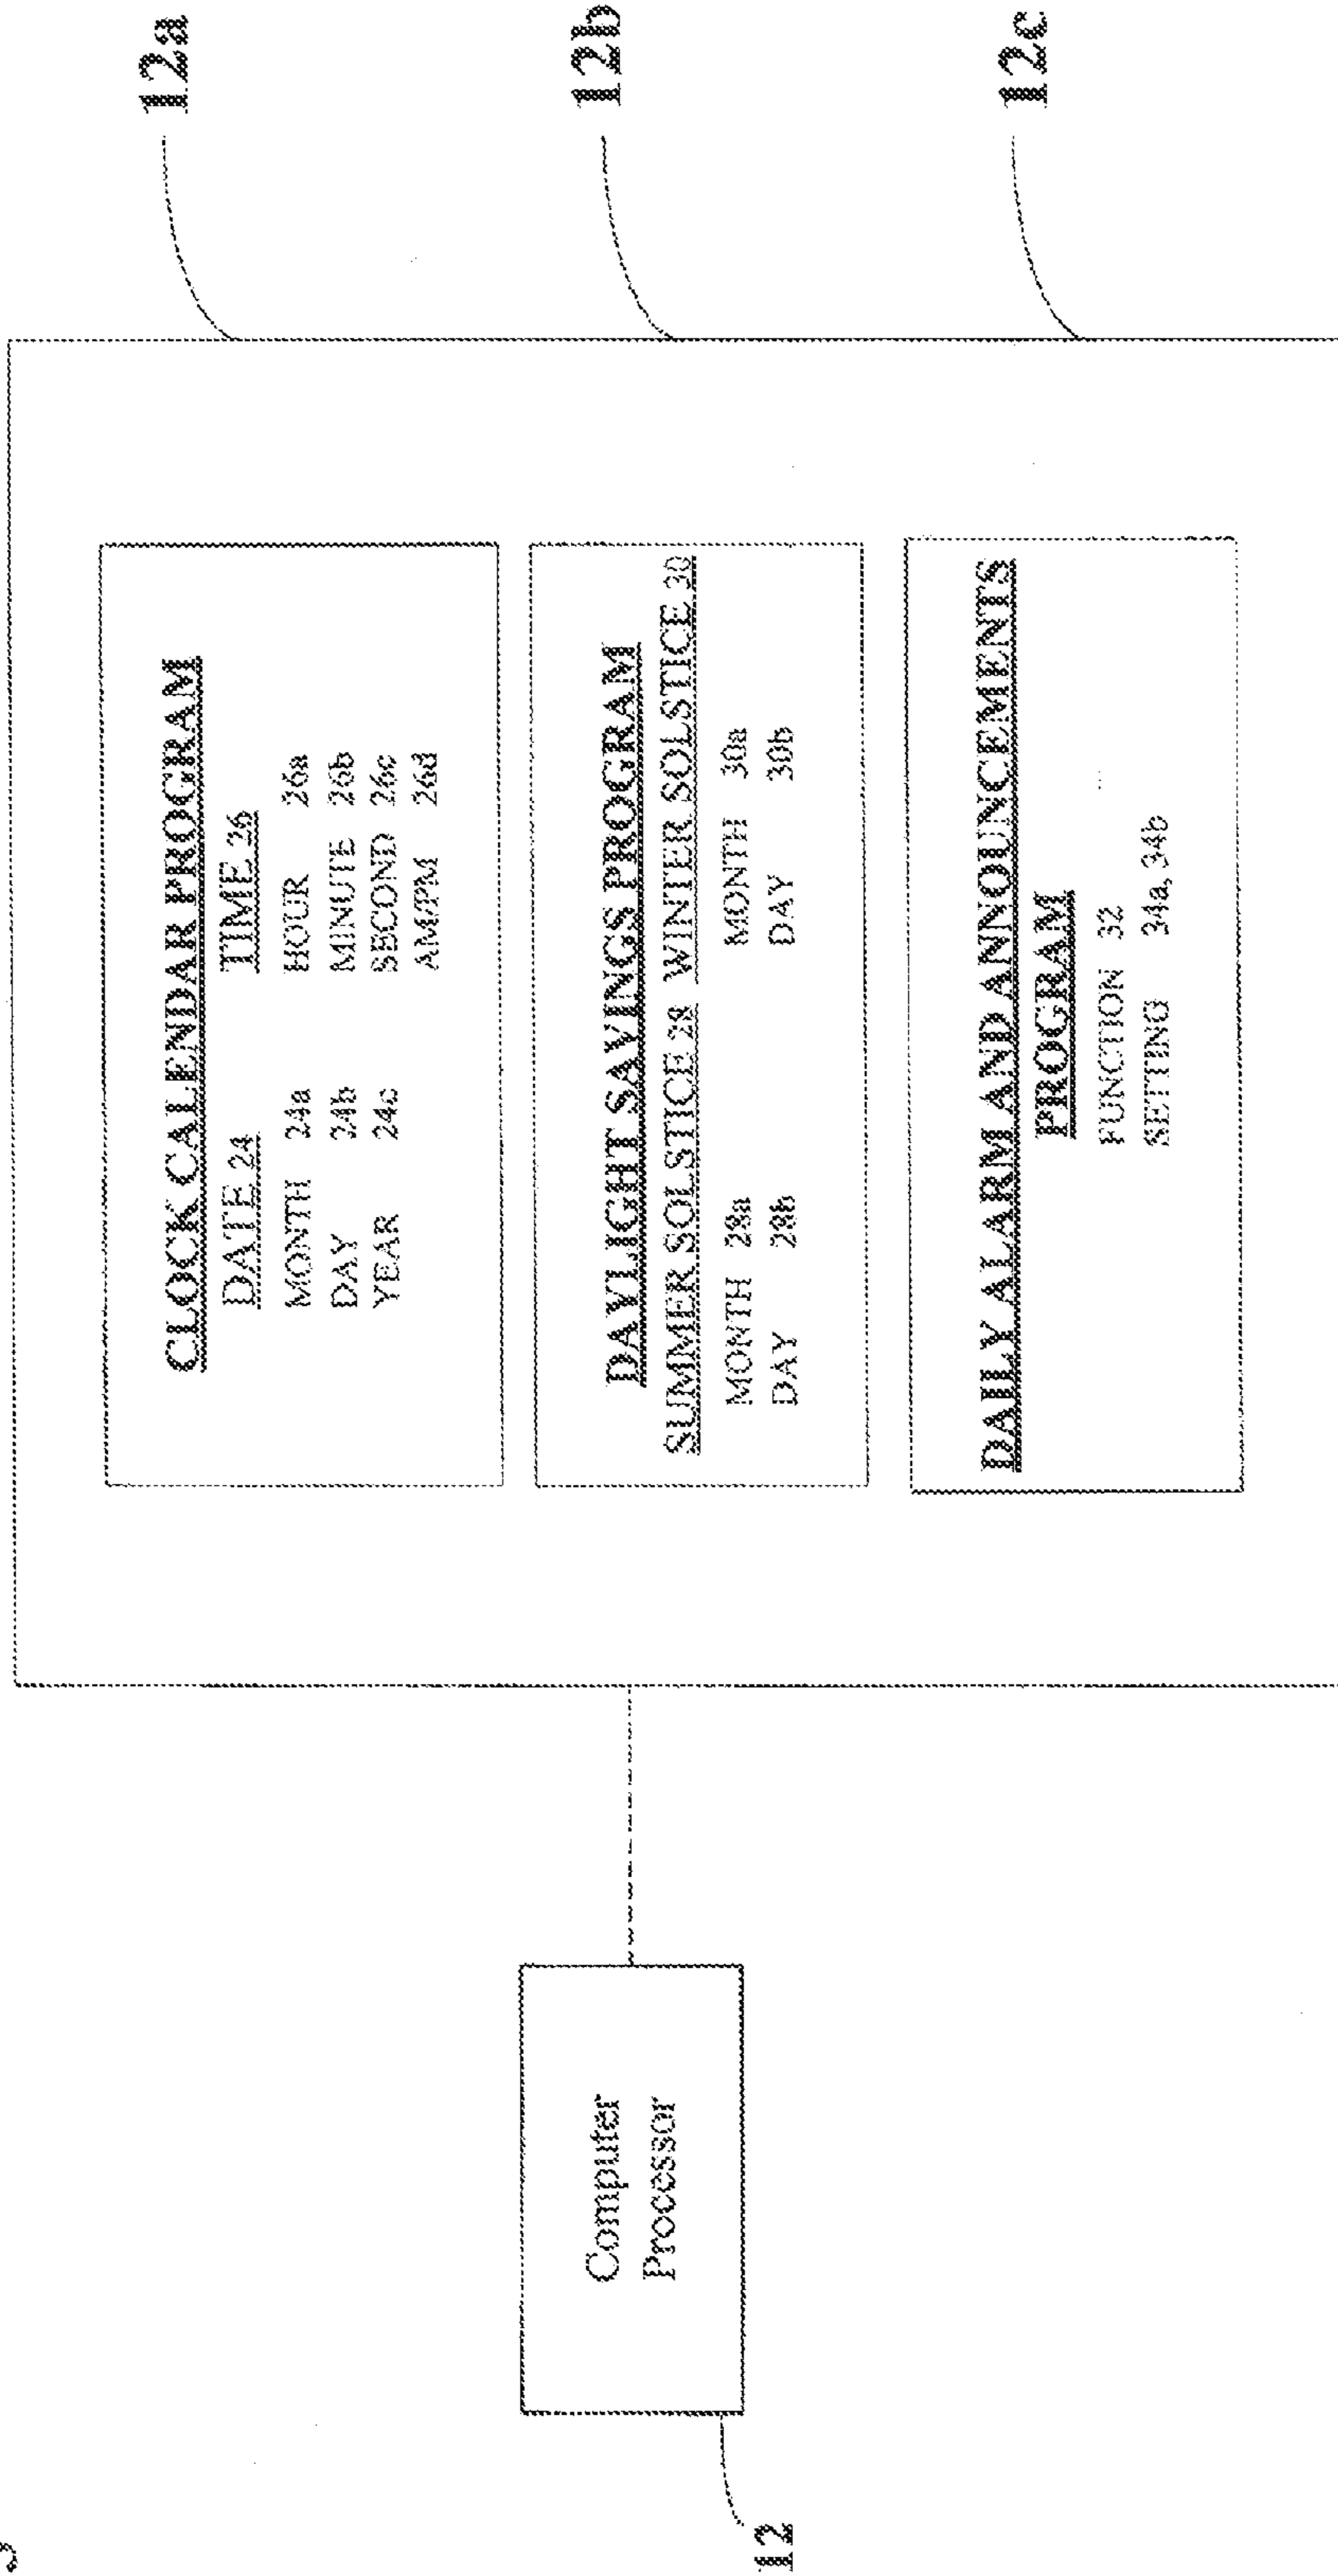 12
Computer
Processor
CLOCK CALENDAR PROGRAM
DATE 24 TIME 26
MONTH 24a HOUR 26a
DAY 24b MINUTE 26b
YEAR 24c SECOND 26c
AM/PM 26d
DAYLIGHT SAVINGS PROGRAM
SUMMER SOLSTICE 28 WINTER SOLSTICE 30
MONTH 28a MONTH 30a
DAY 28b DAY 30b
DAILY ALARM AND ANNOUNCEMENTS
PROGRAM
FUNCTION 32
SETTING 34a, 34b
12a
12b
12c